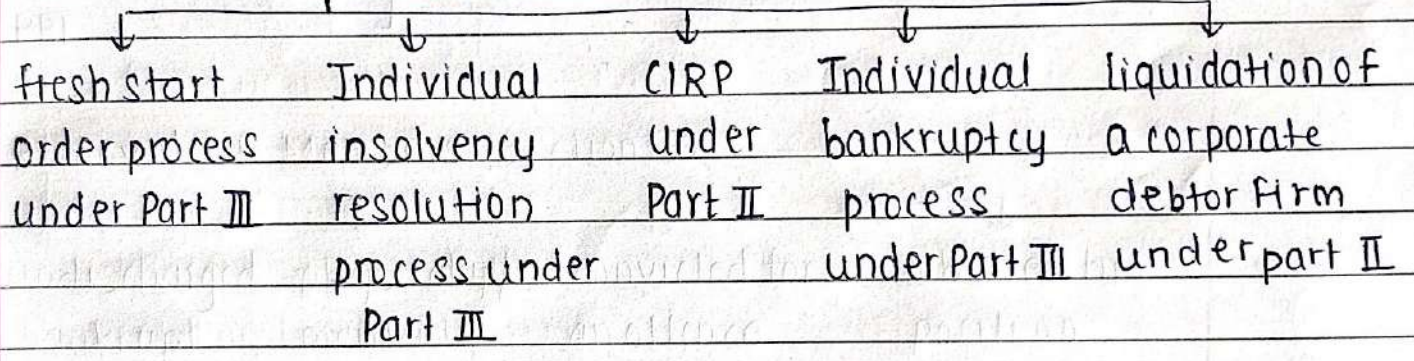 fresh start Individual CIRP Individual liquidation of
order process insolvency under bankruptcy a corporate
under Part III resolution Part II process debtor firm
process under under Part III under part II
Part III